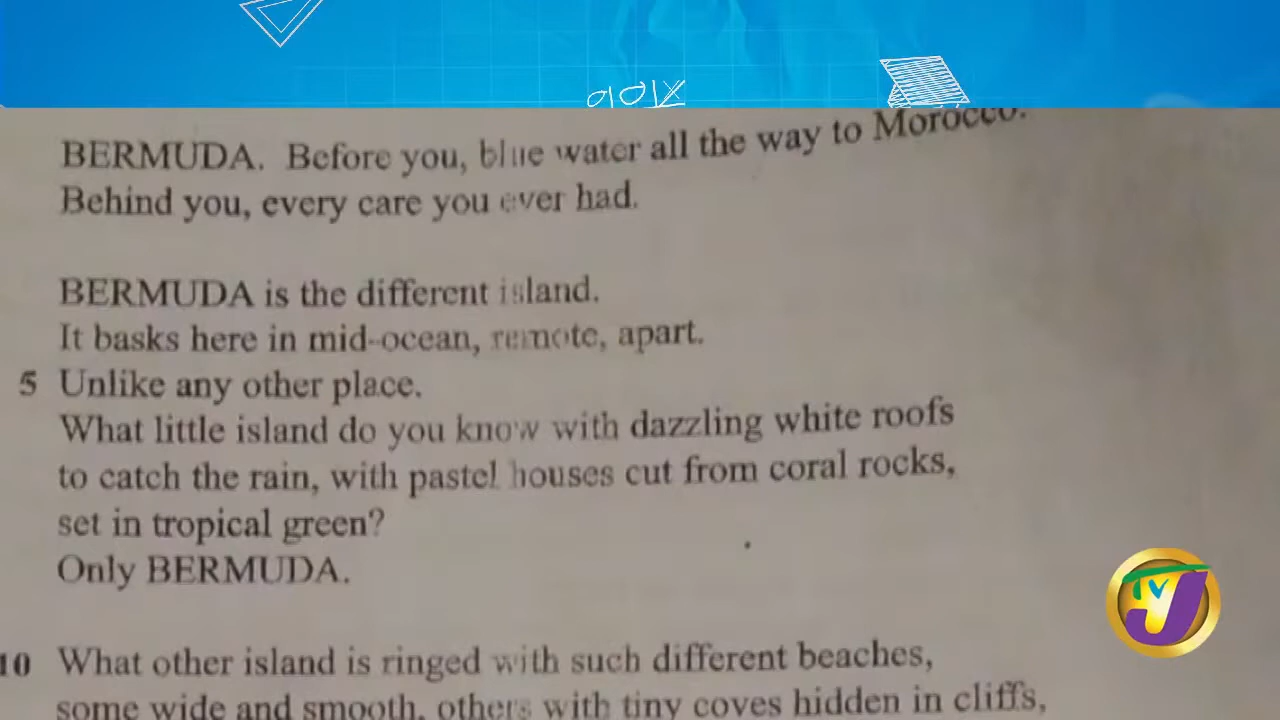 BERMUDA. Before you, blue water all the way to Morocco.
Behind you, every care you ever had.
BERMUDA is the different island.
It basks here in mid-ocean, remote, apart.
5 Unlike any other place.
What little island do you know with dazzling white roofs
to catch the rain, with pastel houses cut from coral rocks,
set in tropical green?
Only BERMUDA.
10 What other island is ringed with such different beaches,
some wide and smooth, others with tiny coves hidden in cliffs,
TVJ